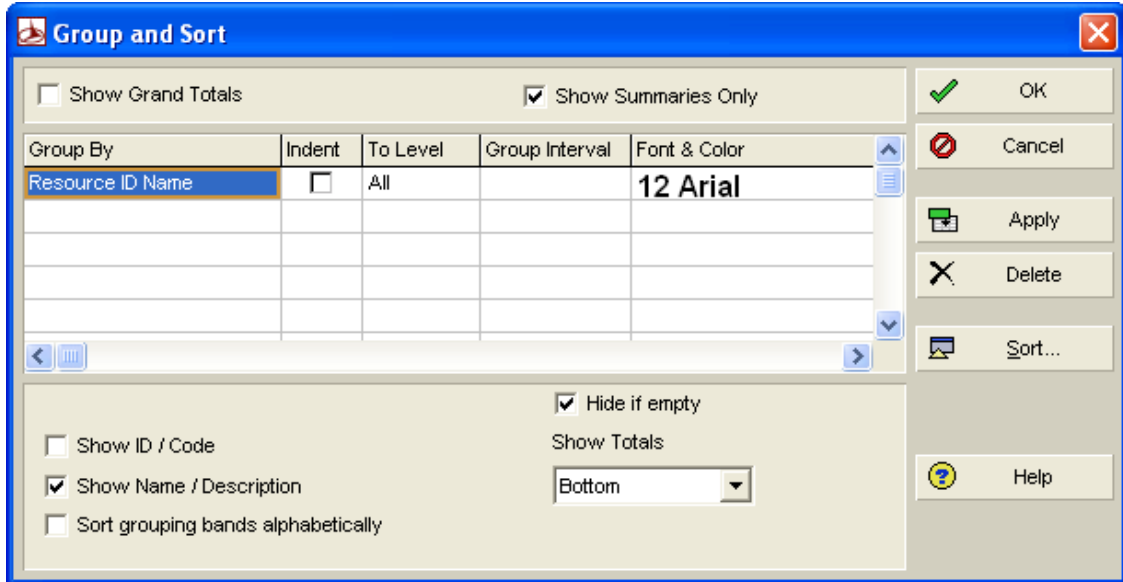 Group and Sort
Show Grand Totals
Show Summaries Only
OK
Group By Indent To Level Group Interval Font & Color
Cancel
Resource ID Name All 12 Arial
Apply
Delete
Sort...
Hide if empty
Show ID / Code
Show Totals
Show Name / Description
Bottom
Help
Sort grouping bands alphabetically